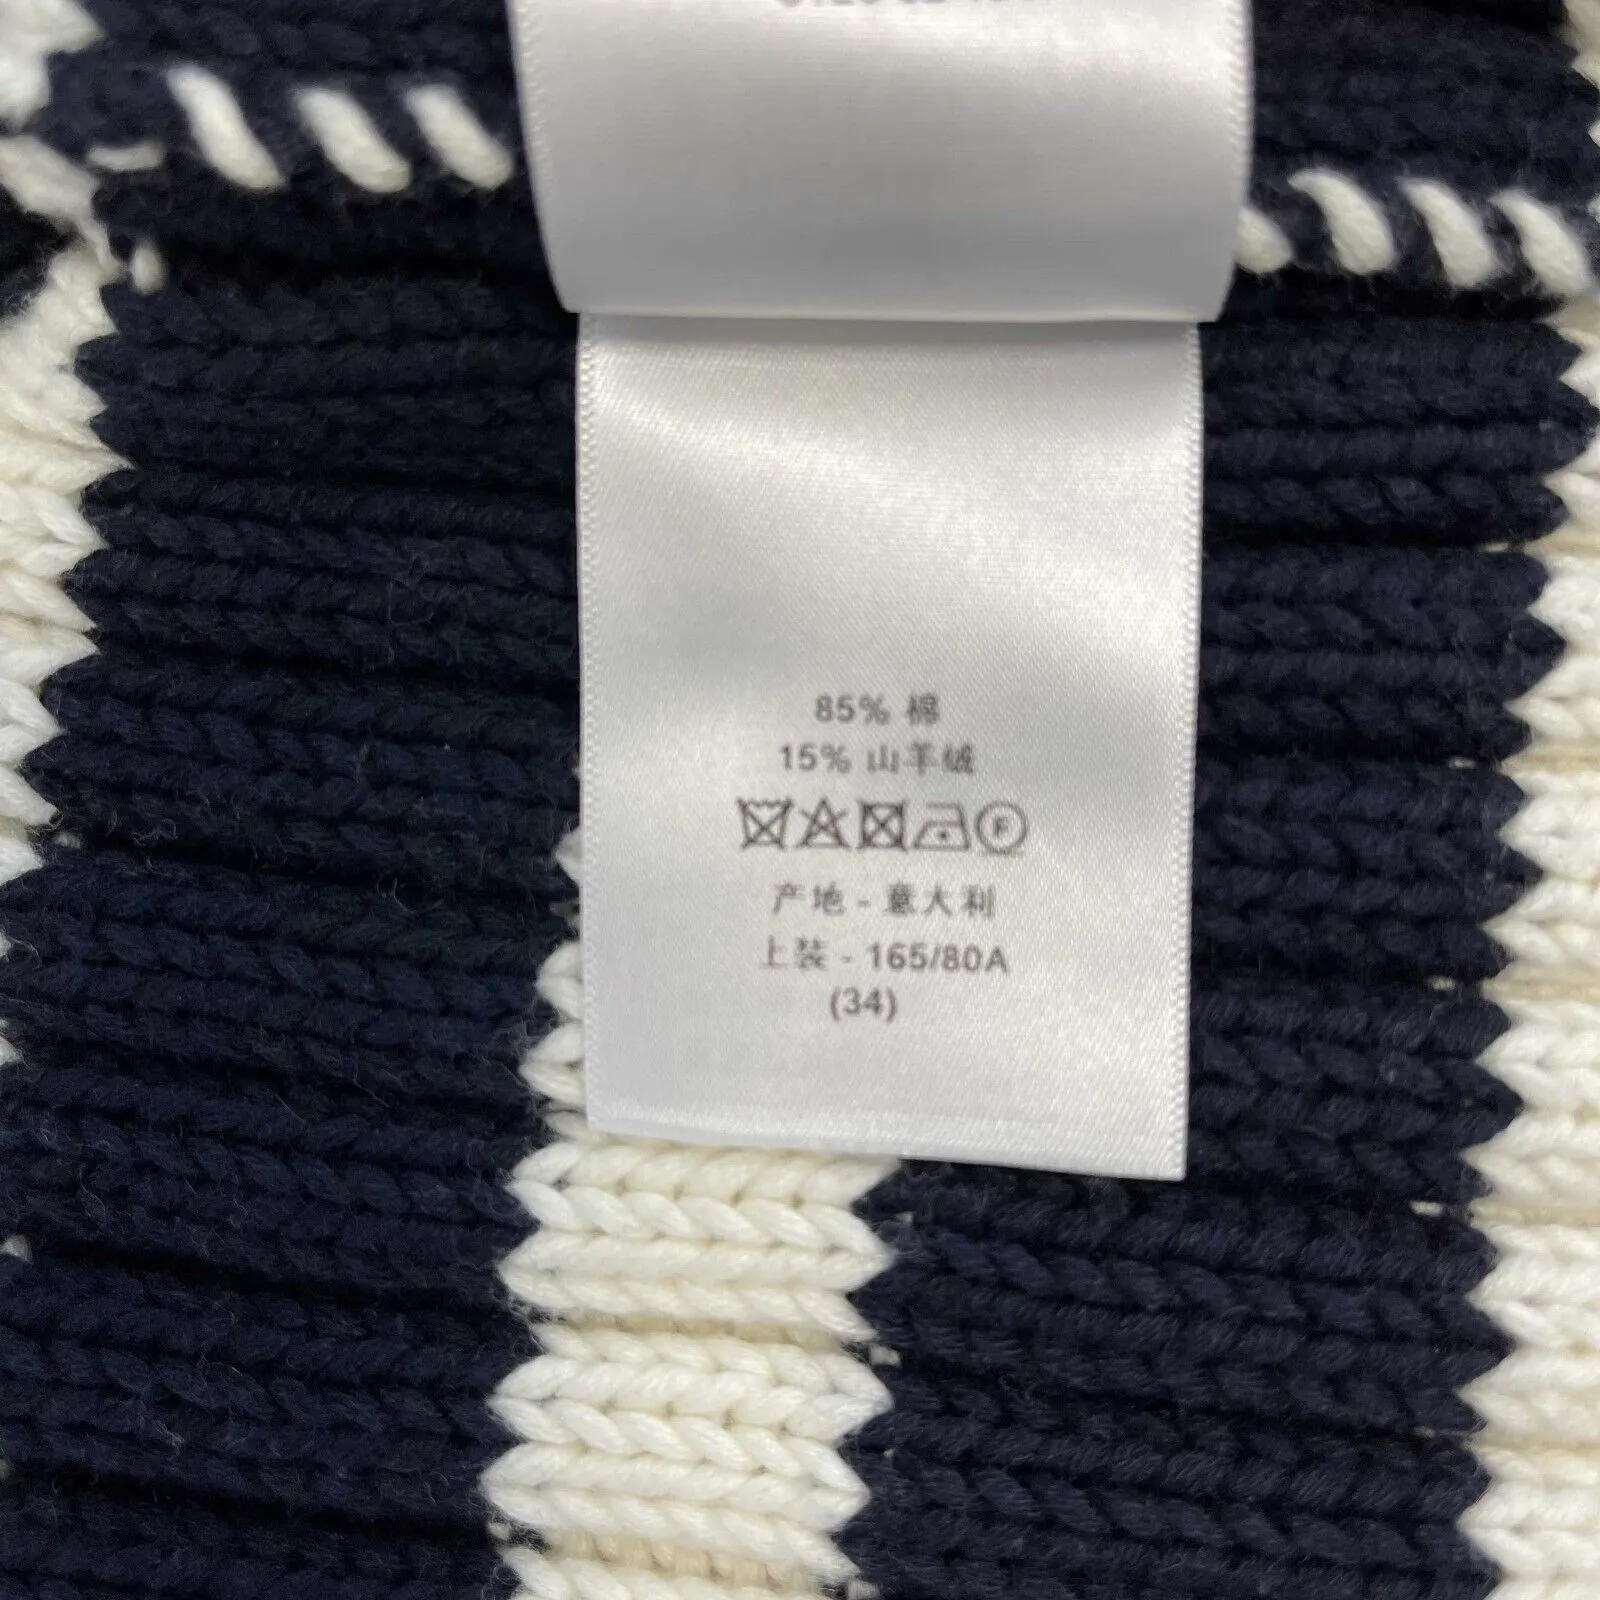 85% 棉
15% 山羊绒
F
产地 - 意大利
上装 - 165/80A
(34)